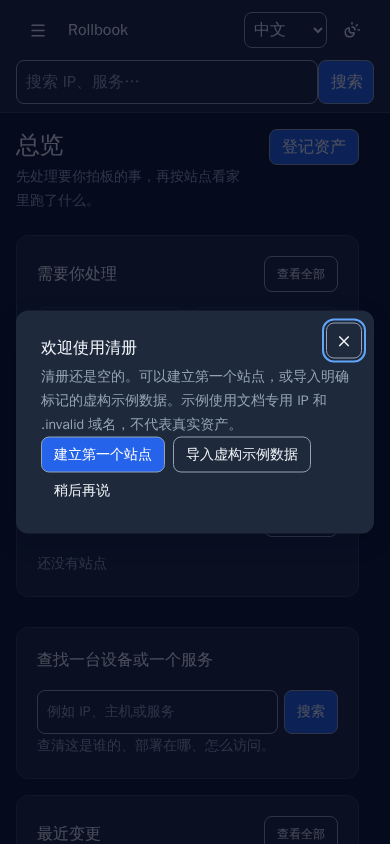 Rollbook
中文
搜索 IP、服务…
搜索
总览
登记资产
先处理要你拍板的事，再按站点看家
里跑了什么。
需要你处理
查看全部
欢迎使用清册
清册还是空的。可以建立第一个站点，或导入明确
标记的虚构示例数据。示例使用文档专用 IP 和
.invalid 域名，不代表真实资产。
建立第一个站点
导入虚构示例数据
稍后再说
还没有站点
查找一台设备或一个服务
例如 IP、主机或服务
搜索
查清这是谁的、部署在哪、怎么访问。
最近变更
查看全部